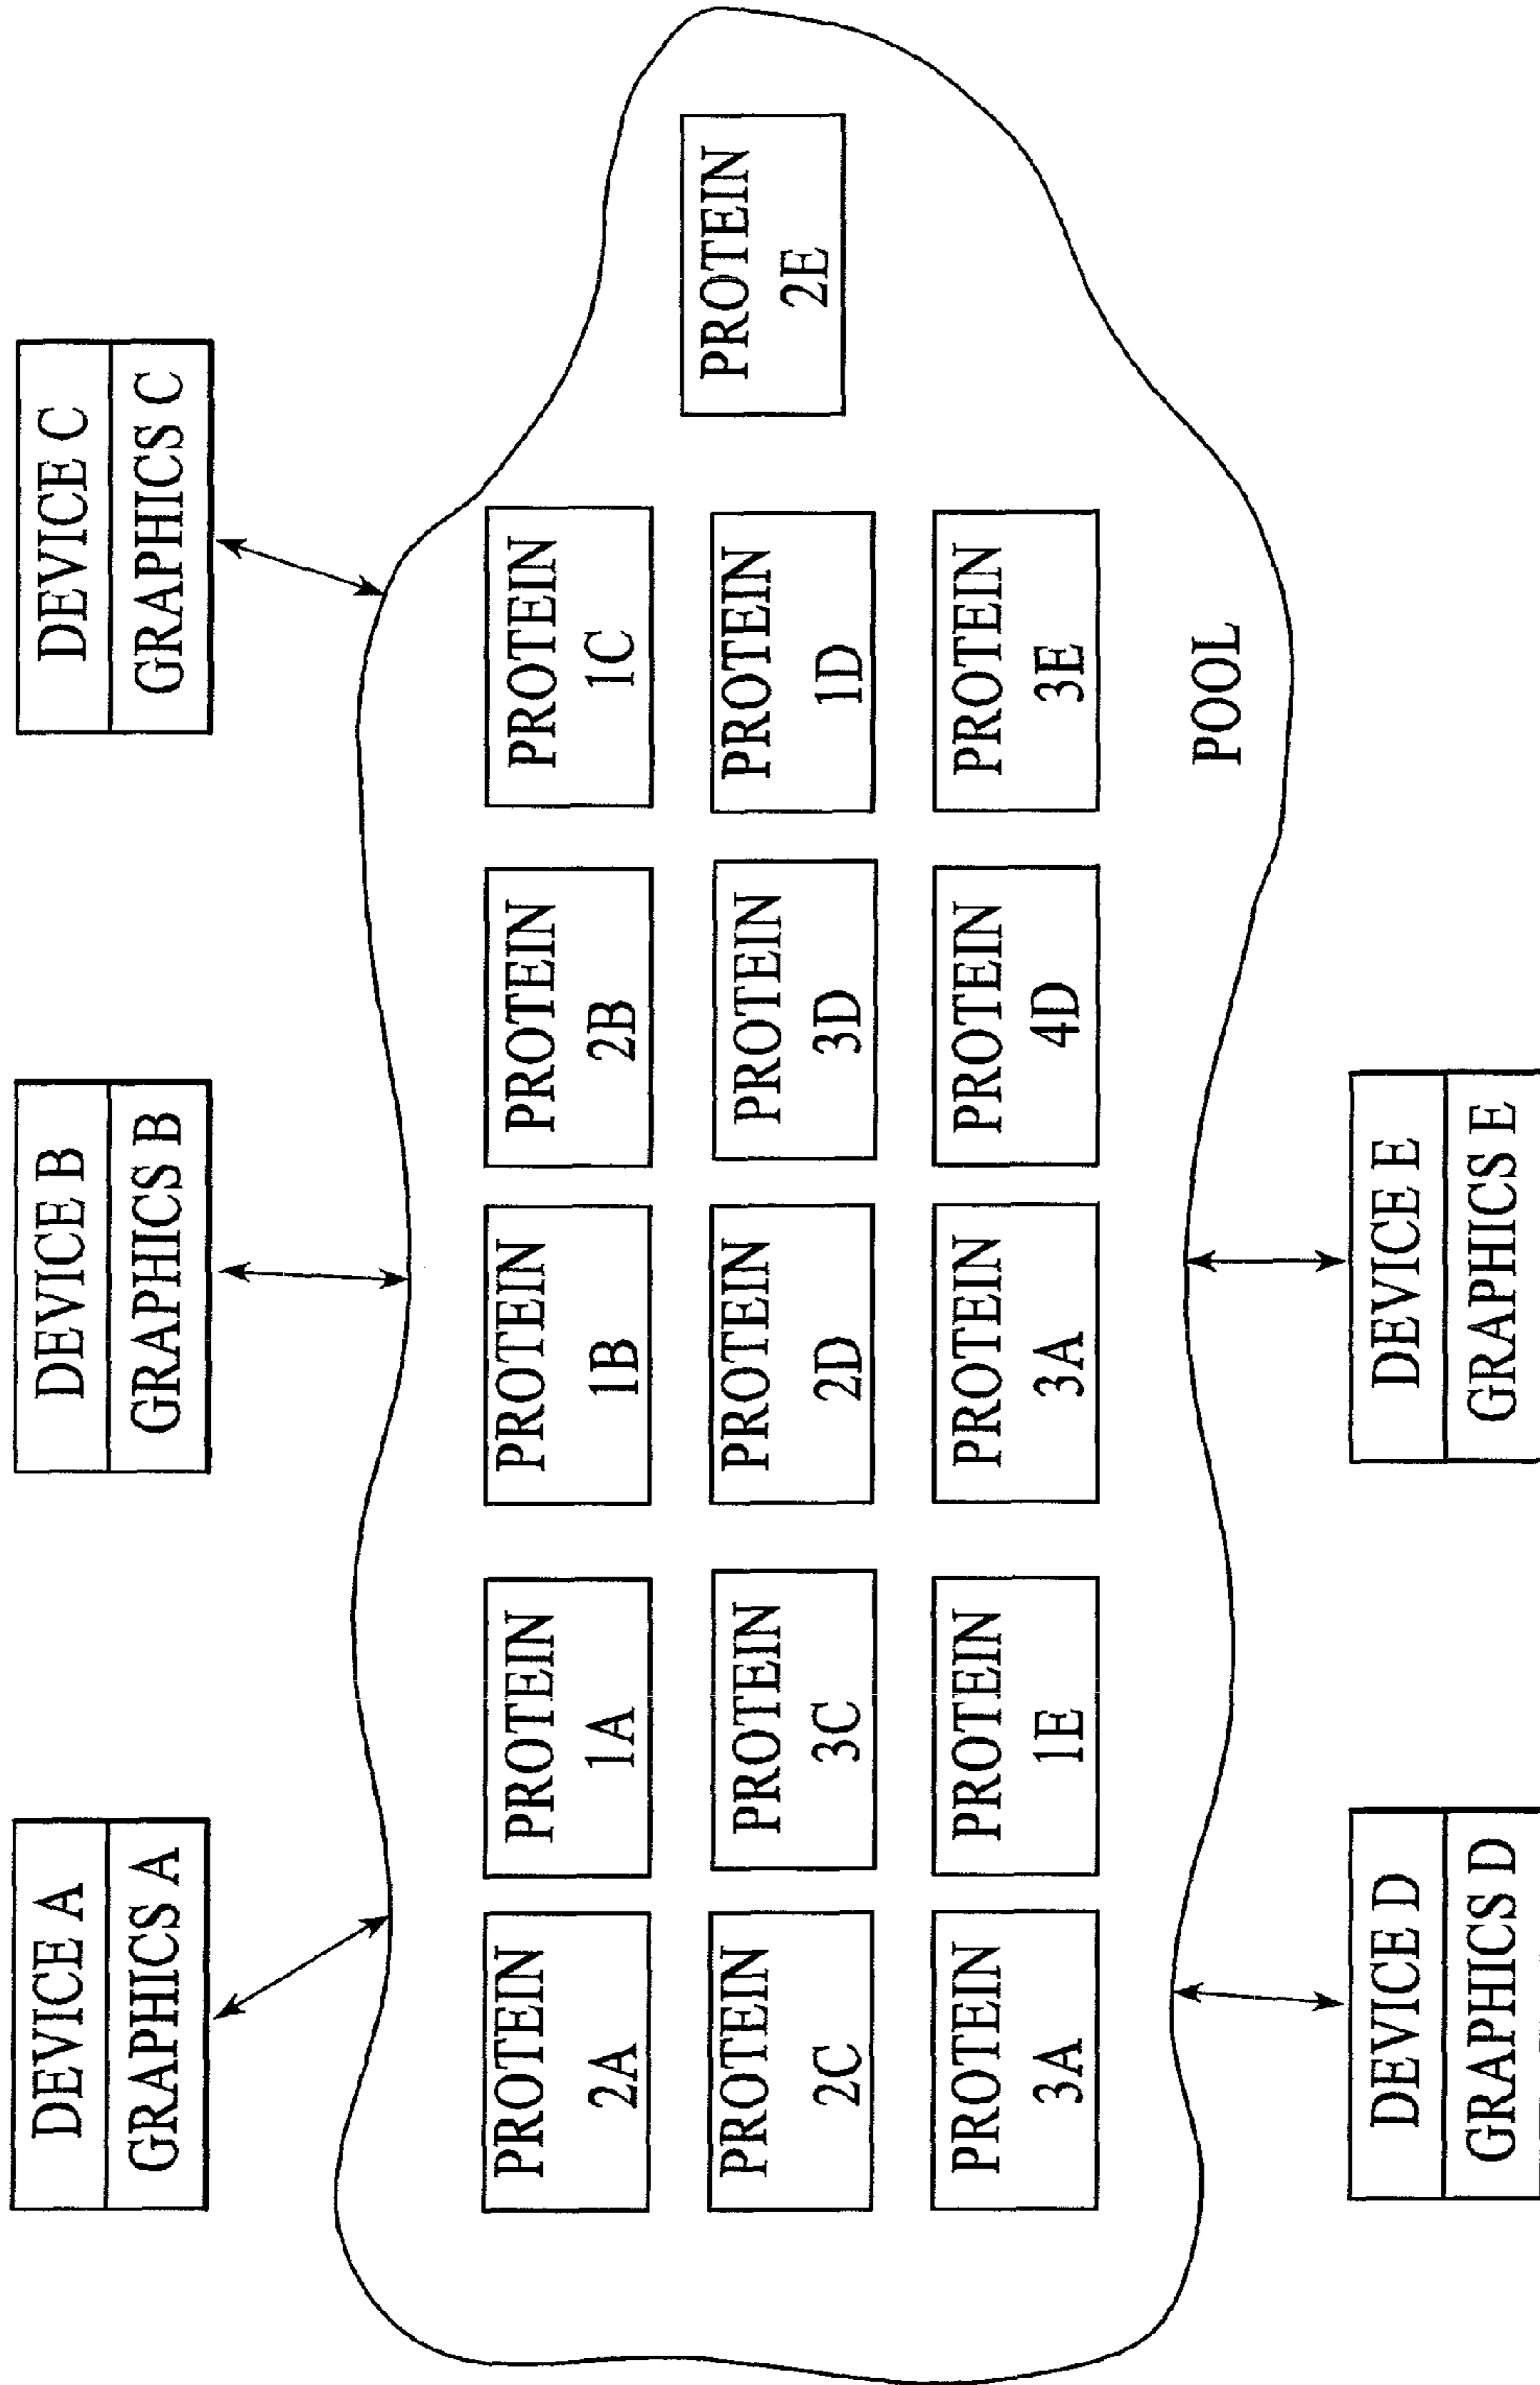 DEVICE A
GRAPHICS A
DEVICE B
GRAPHICS B
DEVICE C
GRAPHICS C
PROTEIN
2A
PROTEIN
1A
PROTEIN
1B
PROTEIN
2B
PROTEIN
1C
PROTEIN
2C
PROTEIN
3C
PROTEIN
2D
PROTEIN
3D
PROTEIN
1D
PROTEIN
2E
PROTEIN
3A
PROTEIN
1E
PROTEIN
3A
PROTEIN
4D
PROTEIN
3E
POOL
DEVICE D
GRAPHICS D
DEVICE E
GRAPHICS E